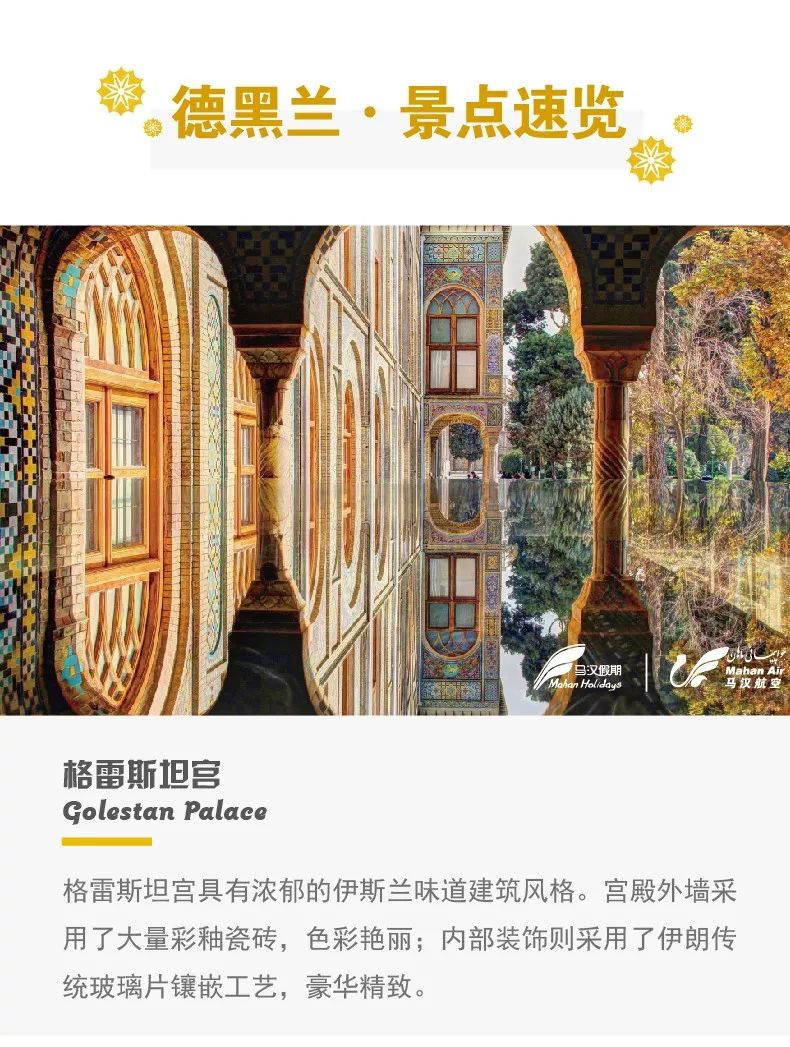 德黑兰·景点速览
马汉假期
Mahan Holidays
Mahan Air
马汉航空
格雷斯坦宫
Golestan Palace
格雷斯坦宫具有浓郁的伊斯兰味道建筑风格。宫殿外墙采
用了大量彩釉瓷砖，色彩艳丽；内部装饰则采用了伊朗传
统玻璃片镶嵌工艺，豪华精致。